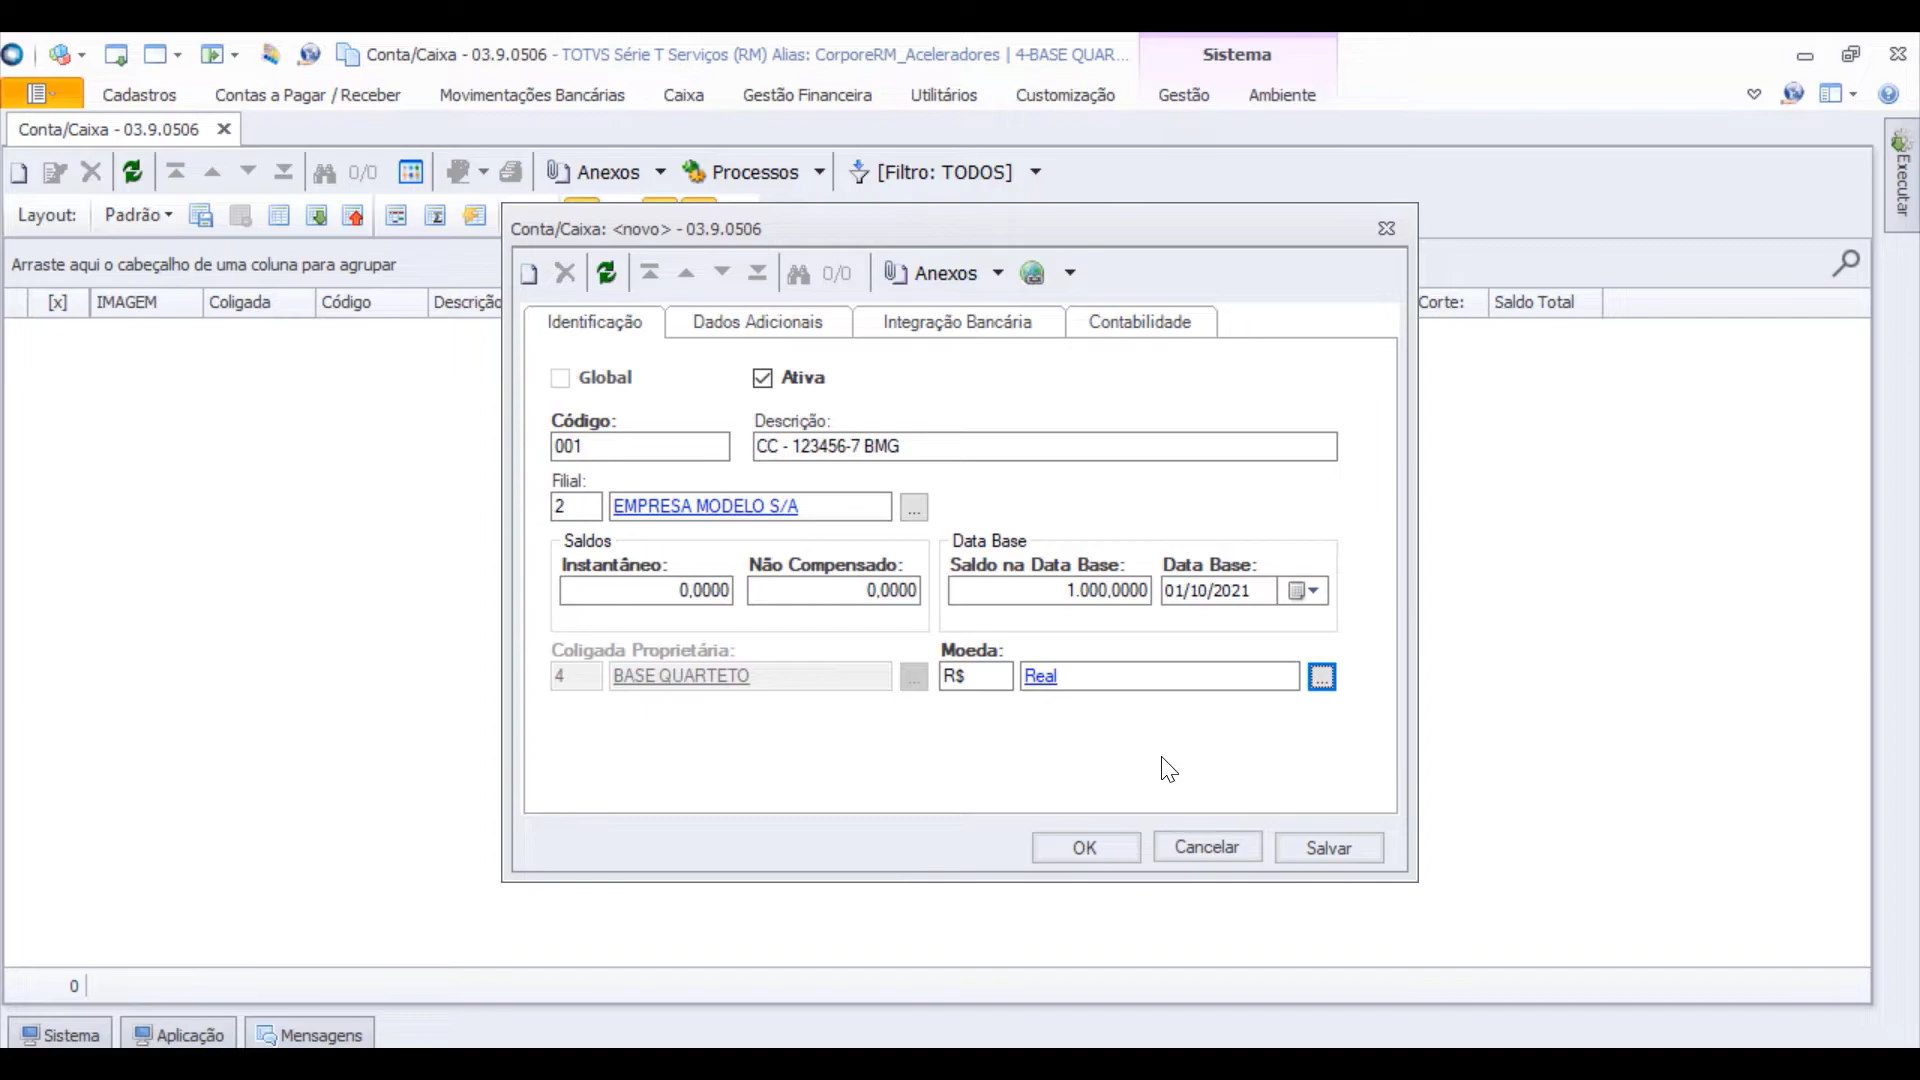 Conta/Caixa - 03.9.0506 - TOTVS Série T Serviços (RM) Alias: CorporeRM_Aceleradores | 4-BASE QUAR...
Sistema
Cadastros
Contas a Pagar / Receber
Movimentações Bancárias
Caixa
Gestão Financeira
Utilitários
Customização
Gestão
Ambiente
Conta/Caixa - 03.9.0506
0/0
Anexos
Processos
[Filtro: TODOS]
Executar
Layout:
Padrão
Arraste aqui o cabeçalho de uma coluna para agrupar
[x]
IMAGEM
Coligada
Código
Descrição
Corte:
Saldo Total
Conta/Caixa: <novo> - 03.9.0506
0/0
Anexos
Identificação
Dados Adicionais
Integração Bancária
Contabilidade
Global
Ativa
Código:
Descrição:
001
CC - 123456-7 BMG
Filial:
2
EMPRESA MODELO S/A
...
Saldos
Data Base
Instantâneo:
Não Compensado:
Saldo na Data Base:
Data Base:
0,0000
0,0000
1.000,0000
01/10/2021
Coligada Proprietária:
Moeda:
4
BASE QUARTETO
...
R$
Real
...
OK
Cancelar
Salvar
0
Sistema
Aplicação
Mensagens